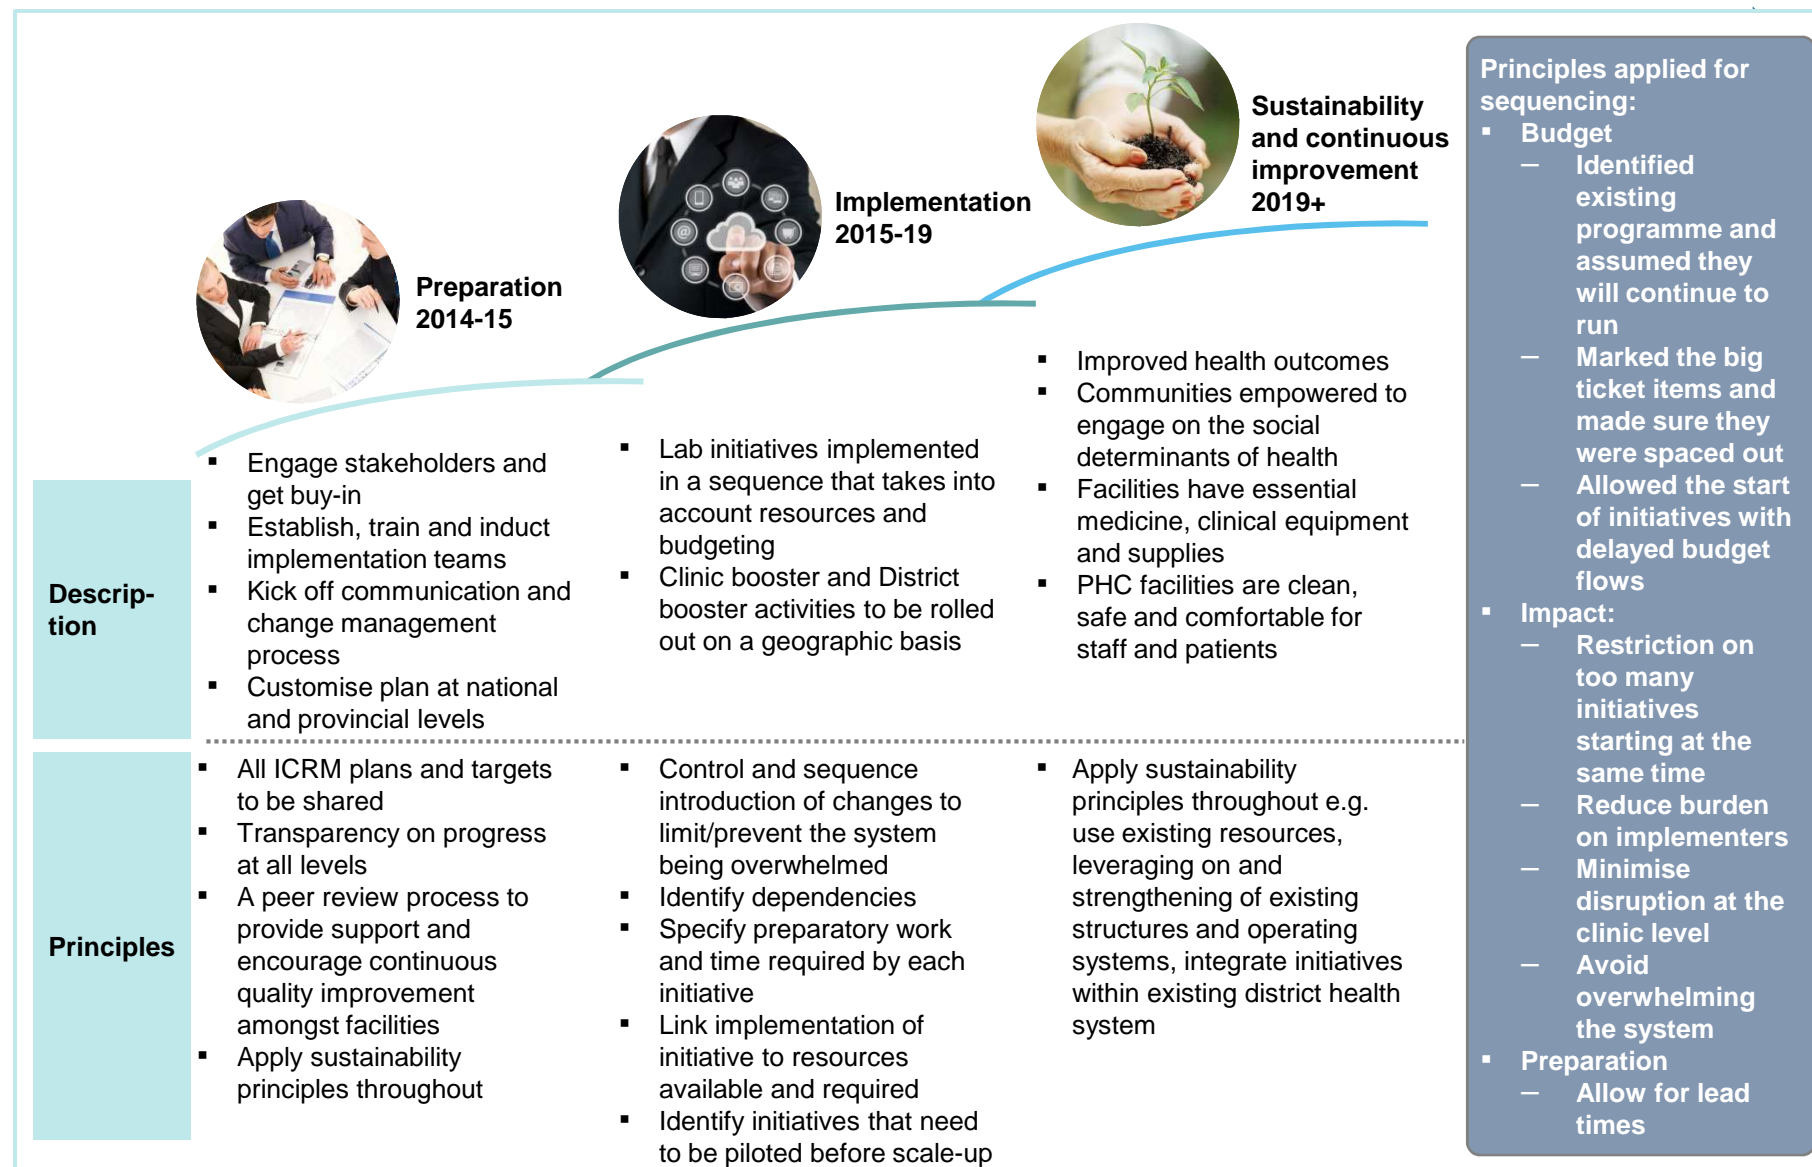 Preparation
2014-15
Implementation
2015-19
Sustainability
and continuous
improvement
2019+
Descrip-
tion
▪ Engage stakeholders and
get buy-in
▪ Establish, train and induct
implementation teams
▪ Kick off communication and
change management
process
▪ Customise plan at national
and provincial levels
▪ Lab initiatives implemented
in a sequence that takes into
account resources and
budgeting
▪ Clinic booster and District
booster activities to be rolled
out on a geographic basis
▪ Improved health outcomes
▪ Communities empowered to
engage on the social
determinants of health
▪ Facilities have essential
medicine, clinical equipment
and supplies
▪ PHC facilities are clean,
safe and comfortable for
staff and patients
Principles
▪ All ICRM plans and targets
to be shared
▪ Transparency on progress
at all levels
▪ A peer review process to
provide support and
encourage continuous
quality improvement
amongst facilities
▪ Apply sustainability
principles throughout
▪ Control and sequence
introduction of changes to
limit/prevent the system
being overwhelmed
▪ Identify dependencies
▪ Specify preparatory work
and time required by each
initiative
▪ Link implementation of
initiative to resources
available and required
▪ Identify initiatives that need
to be piloted before scale-up
▪ Apply sustainability
principles throughout e.g.
use existing resources,
leveraging on and
strengthening of existing
structures and operating
systems, integrate initiatives
within existing district health
system
Principles applied for
sequencing:
▪ Budget
– Identified
existing
programme and
assumed they
will continue to
run
– Marked the big
ticket items and
made sure they
were spaced out
– Allowed the start
of initiatives with
delayed budget
flows
▪ Impact:
– Restriction on
too many
initiatives
starting at the
same time
– Reduce burden
on implementers
– Minimise
disruption at the
clinic level
– Avoid
overwhelming
the system
▪ Preparation
– Allow for lead
times